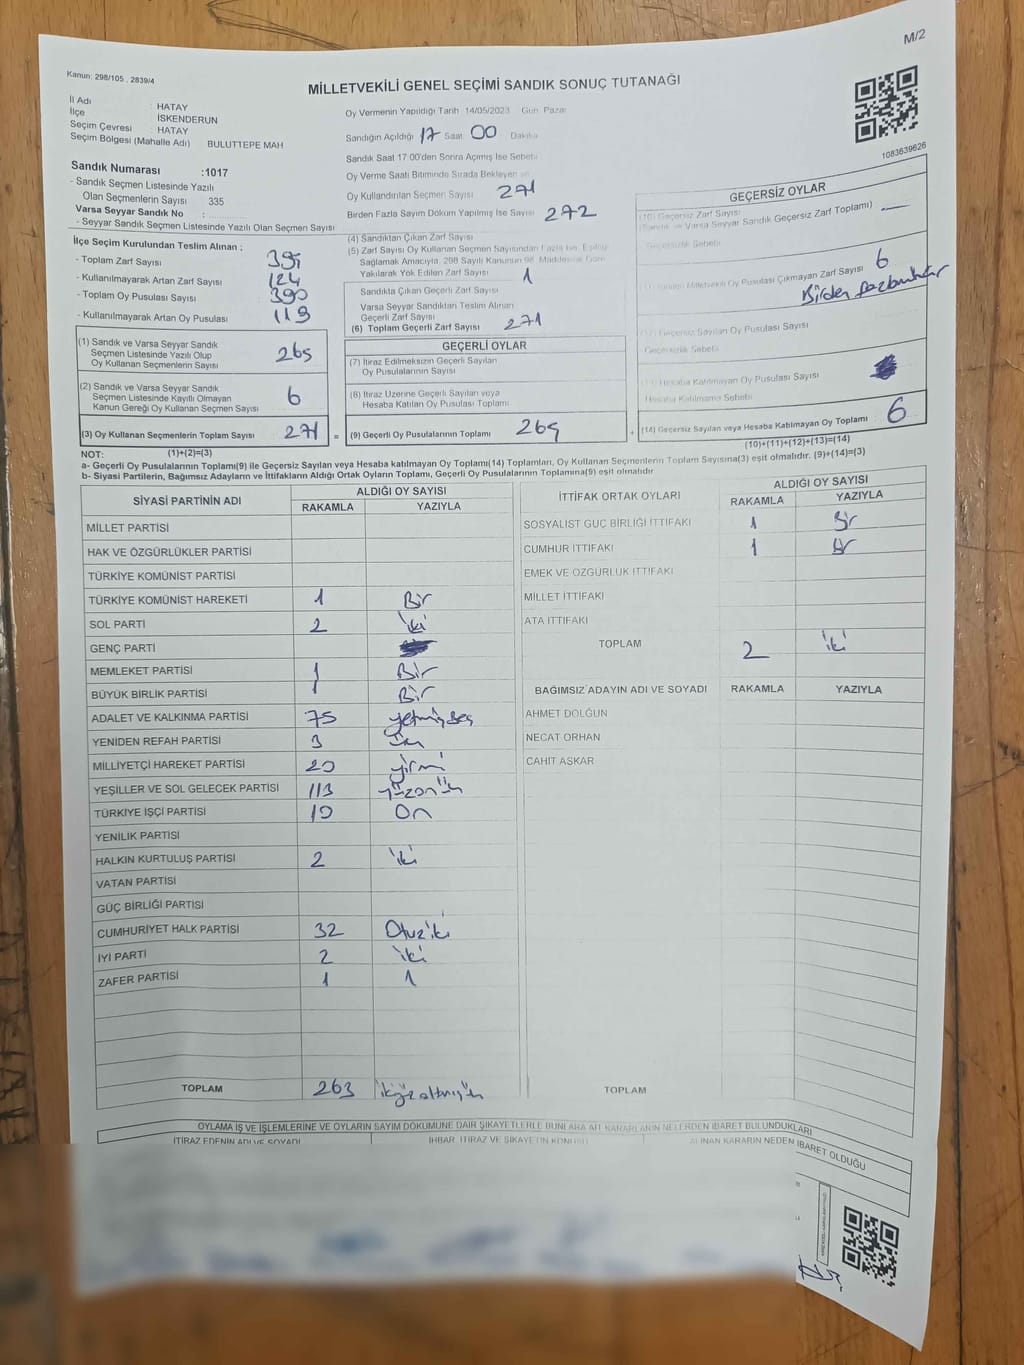 M/2
Kanun: 298/105 , 2839/4
MİLLETVEKİLİ GENEL SEÇİMİ SANDIK SONUÇ TUTANAĞI
İl Adı : HATAY
İlçe : İSKENDERUN
Seçim Çevresi : HATAY
Seçim Bölgesi (Mahalle Adı) BULUTTEPE MAH
Sandık Numarası :1017
- Sandık Seçmen Listesinde Yazılı
Olan Seçmenlerin Sayısı 335
Varsa Seyyar Sandık No :
- Seyyar Sandık Seçmen Listesinde Yazılı Olan Seçmen Sayısı
Oy Vermenin Yapıldığı Tarih 14/05/2023 Gün: Pazar
Sandığın Açıldığı 17 Saat 00 Dakika
Sandık Saat 17.00'den Sonra Açımış İse Sebebi
Oy Verme Saati Bitiminde Sırada Bekleyen ve
Oy Kullandırılan Seçmen Sayısı 271
Birden Fazla Sayım Döküm Yapılmış İse Sayısı 272
1083639626
İlçe Seçim Kurulundan Teslim Alınan ;
- Toplam Zarf Sayısı 395
- Kullanılmayarak Artan Zarf Sayısı 124
- Toplam Oy Pusulası Sayısı 390
- Kullanılmayarak Artan Oy Pusulası 119
(1) Sandık ve Varsa Seyyar Sandık
Seçmen Listesinde Yazılı Olup
Oy Kullanan Seçmenlerin Sayısı 265
(2) Sandık ve Varsa Seyyar Sandık
Seçmen Listesinde Kayıtlı Olmayan
Kanun Gereği Oy Kullanan Seçmen Sayısı 6
(3) Oy Kullanan Seçmenlerin Toplam Sayısı 271 =
(4) Sandıktan Çıkan Zarf Sayısı
(5) Zarf Sayısı Oy Kullanan Seçmen Sayısından Fazla ise, Eşitliği
Sağlamak Amacıyla, 298 Sayılı Kanunun 98. Maddesine Göre
Yakılarak Yok Edilen Zarf Sayısı 1
Sandıkta Çıkan Geçerli Zarf Sayısı
Varsa Seyyar Sandıktan Teslim Alınan
Geçerli Zarf Sayısı
(6) Toplam Geçerli Zarf Sayısı 271
GEÇERLİ OYLAR
(7) İtiraz Edilmeksizin Geçerli Sayılan
Oy Pusulalarının Sayısı
(8) İtiraz Üzerine Geçerli Sayılan veya
Hesaba Katılan Oy Pusulası Toplamı
(9) Geçerli Oy Pusulalarının Toplamı 265 +
GEÇERSİZ OYLAR
(10) Geçersiz Zarf Sayısı
(Sandık ve Varsa Seyyar Sandık Geçersiz Zarf Toplamı) —
Geçersizlik Sebebi
Milletvekili Oy Pusulası Çıkmayan Zarf Sayısı 6
Geçersiz Sayılan Oy Pusulası Sayısı
Geçersizlik Sebebi
Hesaba Katılmayan Oy Pusulası Sayısı
Hesaba Katılmama Sebebi
(14) Geçersiz Sayılan veya Hesaba Katılmayan Oy Toplamı : 6
NOT: (1)+(2)=(3)
(10)+(11)+(12)+(13)=(14)
a- Geçerli Oy Pusulalarının Toplamı(9) ile Geçersiz Sayılan veya Hesaba katılmayan Oy Toplamı(14) Toplamları, Oy Kullanan Seçmenlerin Toplam Sayısına(3) eşit olmalıdır. (9)+(14)=(3)
b- Siyasi Partilerin, Bağımsız Adayların ve İttifakların Aldığı Ortak Oyların Toplamı, Geçerli Oy Pusulalarının Toplamına(9) eşit olmalıdır
SİYASİ PARTİNİN ADI ALDIĞI OY SAYISI
RAKAMLA YAZIYLA
MİLLET PARTİSİ
HAK VE ÖZGÜRLÜKLER PARTİSİ
TÜRKİYE KOMÜNİST PARTİSİ
TÜRKİYE KOMÜNİST HAREKETİ 1 Bir
SOL PARTİ 2 iki
GENÇ PARTİ
MEMLEKET PARTİSİ 1 Bir
BÜYÜK BİRLİK PARTİSİ 1 Bir
ADALET VE KALKINMA PARTİSİ 75 yetmişbeş
YENİDEN REFAH PARTİSİ 3 üç
MİLLİYETÇİ HAREKET PARTİSİ 20 yirmi
YEŞİLLER VE SOL GELECEK PARTİSİ 113 yüzonüç
TÜRKİYE İŞÇİ PARTİSİ 10 On
YENİLİK PARTİSİ
HALKIN KURTULUŞ PARTİSİ 2 iki
VATAN PARTİSİ
GÜÇ BİRLİĞİ PARTİSİ
CUMHURİYET HALK PARTİSİ 32 Otuziki
İYİ PARTİ 2 iki
ZAFER PARTİSİ 1 1
TOPLAM 263 ikiyüzaltmışüç
İTTİFAK ORTAK OYLARI ALDIĞI OY SAYISI
RAKAMLA YAZIYLA
SOSYALİST GÜÇ BİRLİĞİ İTTİFAKI 1 Bir
CUMHUR İTTİFAKI 1 Bir
EMEK VE ÖZGÜRLÜK İTTİFAKI
MİLLET İTTİFAKI
ATA İTTİFAKI
TOPLAM 2 iki
BAĞIMSIZ ADAYIN ADI VE SOYADI RAKAMLA YAZIYLA
AHMET DOLĞUN
NECAT ORHAN
CAHİT AŞKAR
TOPLAM
OYLAMA İŞ VE İŞLEMLERİNE VE OYLARIN SAYIM DÖKÜMÜNE DAİR ŞİKAYETLERLE BUNLARA AİT KARARLARIN NELERDEN İBARET BULUNDUKLARI
İTİRAZ EDENİN ADI VE SOYADI İHBAR, İTİRAZ VE ŞİKAYETİN KONUSU ALINAN KARARIN NEDEN İBARET OLDUĞU